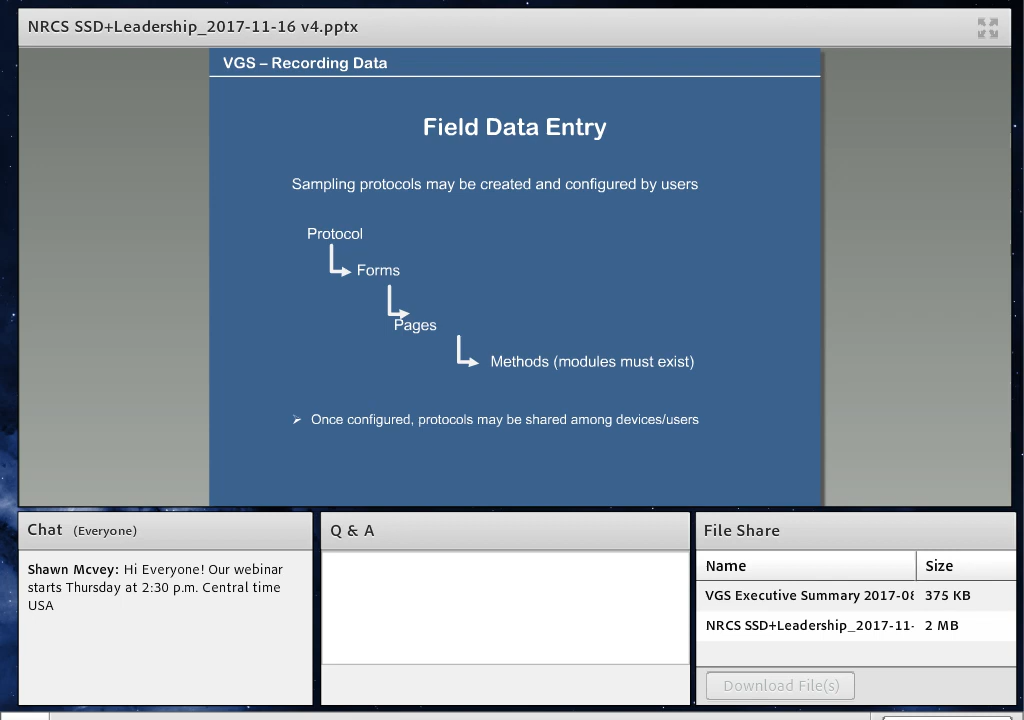 NRCS SSD+Leadership_2017-11-16 v4.pptx
VGS – Recording Data
Field Data Entry
Sampling protocols may be created and configured by users
Protocol
Forms
Pages
Methods (modules must exist)
➢ Once configured, protocols may be shared among devices/users
Chat (Everyone)
Shawn Mcvey: Hi Everyone! Our webinar
starts Thursday at 2:30 p.m. Central time
USA
Q & A
File Share
Name Size
VGS Executive Summary 2017-08 375 KB
NRCS SSD+Leadership_2017-11- 2 MB
Download File(s)